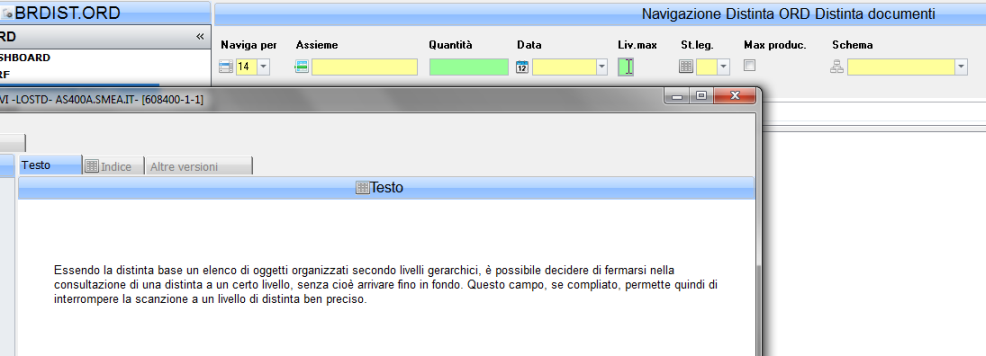 BRDIST.ORD
Navigazione Distinta ORD Distinta documenti
RD «
SHBOARD
RF
Naviga per Assieme Quantità Data Liv.max St.leg. Max produc. Schema
14 12
VI -LOSTD- AS400A.SMEA.IT- [608400-1-1]
Testo Indice Altre versioni
Testo
Essendo la distinta base un elenco di oggetti organizzati secondo livelli gerarchici, è possibile decidere di fermarsi nella
consultazione di una distinta a un certo livello, senza cioè arrivare fino in fondo. Questo campo, se compliato, permette quindi di
interrompere la scanzione a un livello di distinta ben preciso.